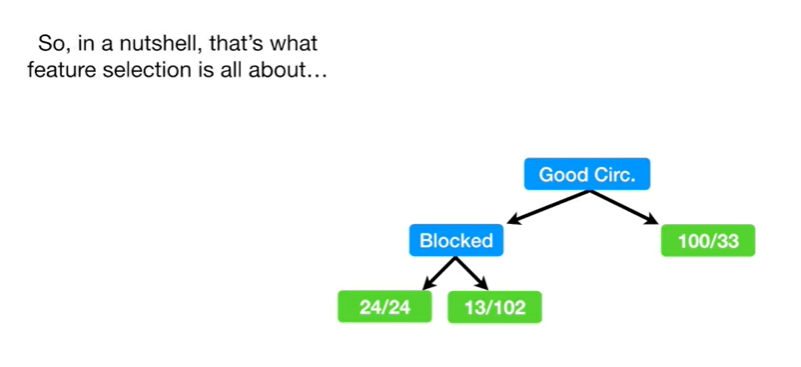 So, in a nutshell, that’s what
feature selection is all about…
Good Circ.
Blocked
100/33
24/24
13/102